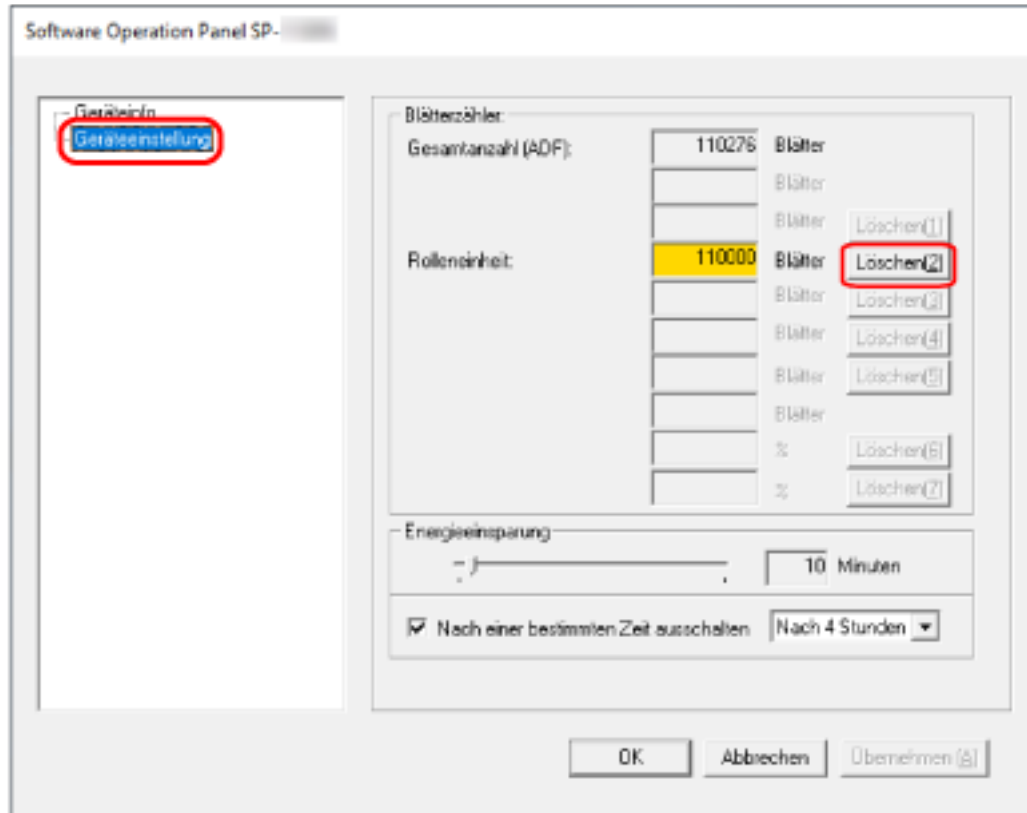 Software Operation Panel SP-
Geräteinfo
Geräteeinstellung
Blätterzähler:
Gesamtanzahl (ADF): 110276 Blätter
Blätter
Blätter Löschen(1)
Rolleneinheit: 110000 Blätter Löschen(2)
Blätter Löschen(3)
Blätter Löschen(4)
Blätter Löschen(5)
Blätter
% Löschen(6)
% Löschen(7)
Energieeinsparung
10 Minuten
Nach einer bestimmten Zeit ausschalten Nach 4 Stunden
OK Abbrechen Übernehmen (A)